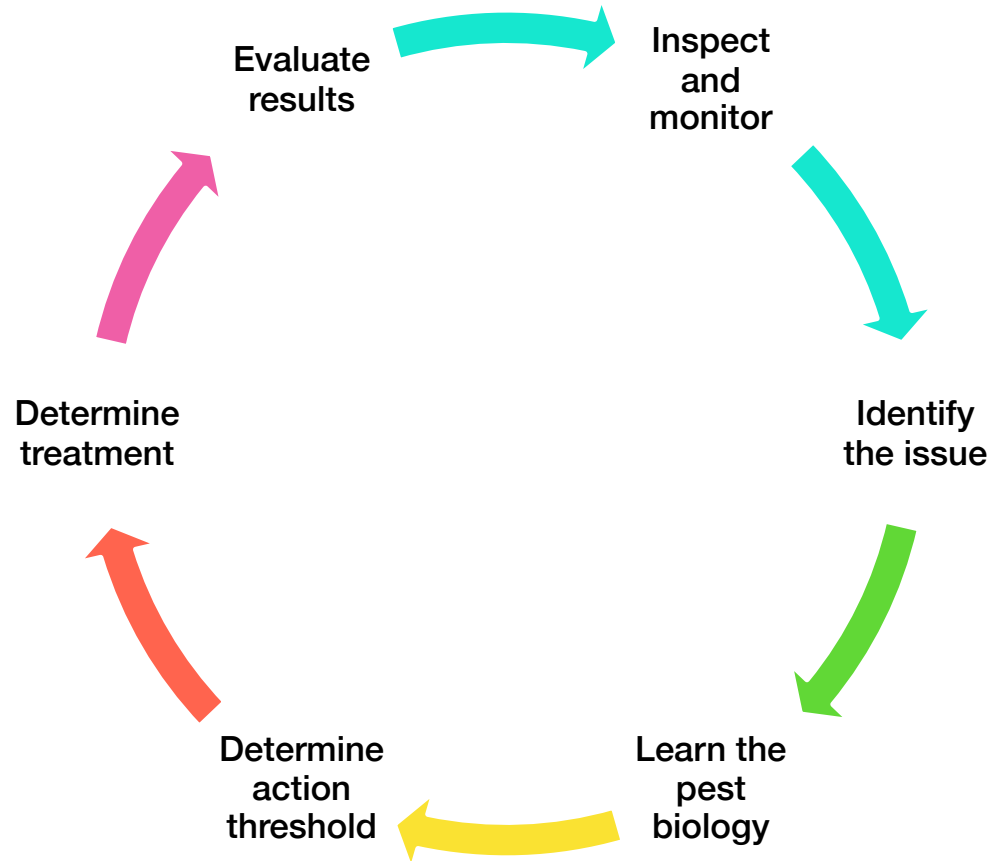 Evaluate
results
Inspect
and
monitor
Identify
the issue
Learn the
pest
biology
Determine
action
threshold
Determine
treatment